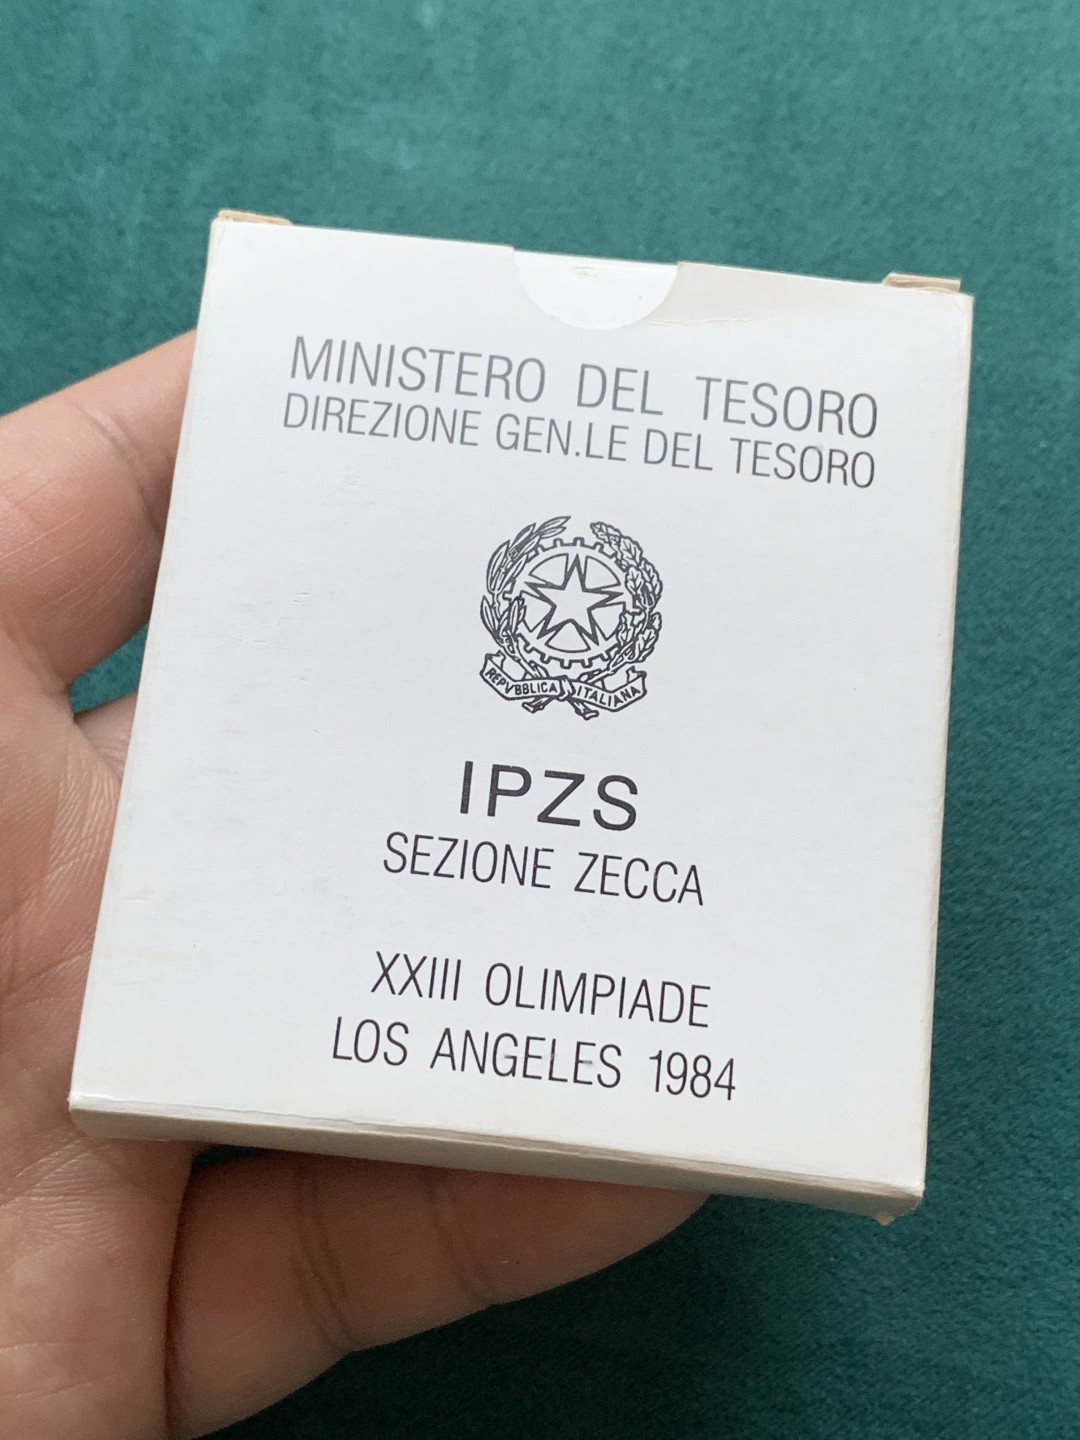 MINISTERO DEL TESORO
DIREZIONE GEN.LE DEL TESORO
REPVBBLICA ITALIANA
IPZS
SEZIONE ZECCA
XXIII OLIMPIADE
LOS ANGELES 1984